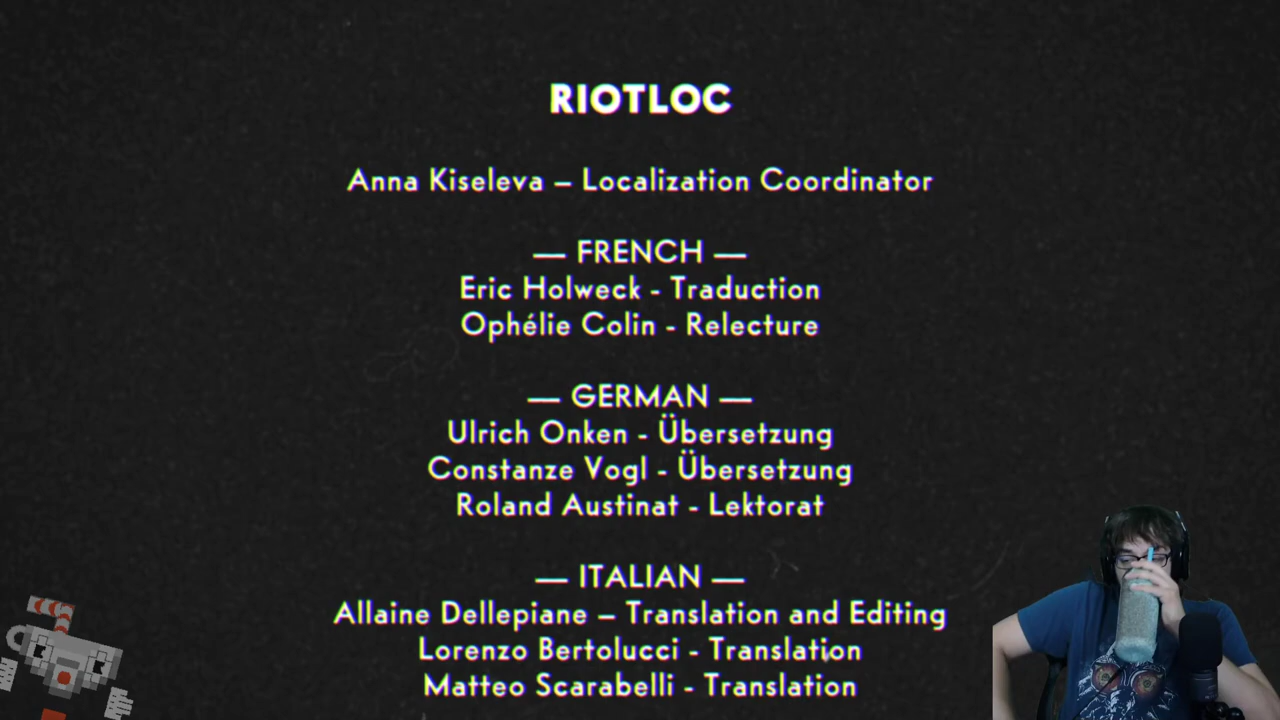 RIOTLOC
Anna Kiseleva – Localization Coordinator
— FRENCH —
Eric Holweck - Traduction
Ophélie Colin - Relecture
— GERMAN —
Ulrich Onken - Übersetzung
Constanze Vogl - Übersetzung
Roland Austinat - Lektorat
— ITALIAN —
Allaine Dellepiane – Translation and Editing
Lorenzo Bertolucci - Translation
Matteo Scarabelli - Translation